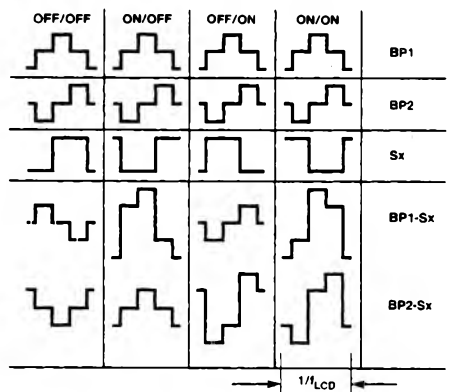 OFF/OFF ON/OFF OFF/ON ON/ON
BP1
BP2
Sx
BP1-Sx
BP2-Sx
1/fLCD